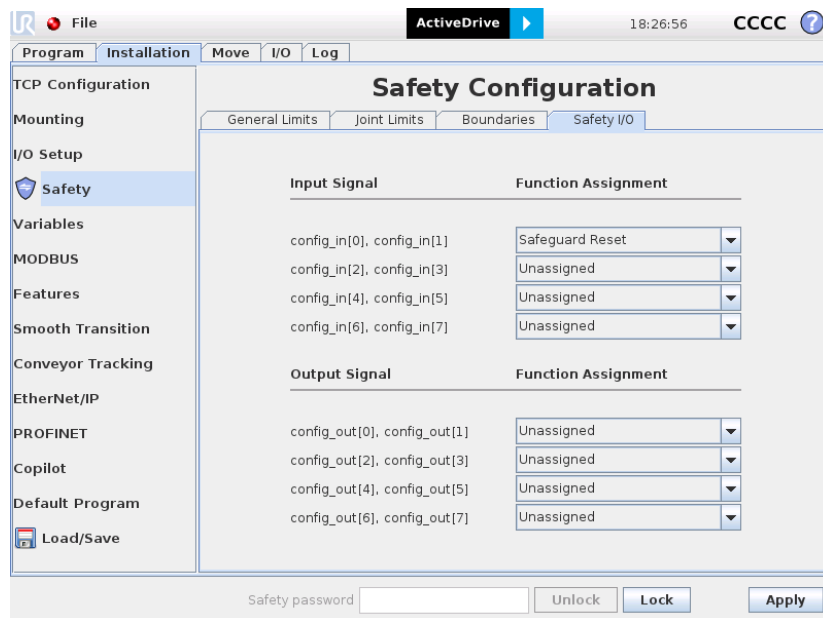 UR File ActiveDrive 18:26:56 CCCC ?
Program Installation Move I/O Log
TCP Configuration
Mounting
I/O Setup
Safety
Variables
MODBUS
Features
Smooth Transition
Conveyor Tracking
EtherNet/IP
PROFINET
Copilot
Default Program
Load/Save
Safety Configuration
General Limits Joint Limits Boundaries Safety I/O
Input Signal Function Assignment
config_in[0], config_in[1] Safeguard Reset
config_in[2], config_in[3] Unassigned
config_in[4], config_in[5] Unassigned
config_in[6], config_in[7] Unassigned
Output Signal Function Assignment
config_out[0], config_out[1] Unassigned
config_out[2], config_out[3] Unassigned
config_out[4], config_out[5] Unassigned
config_out[6], config_out[7] Unassigned
Safety password Unlock Lock Apply